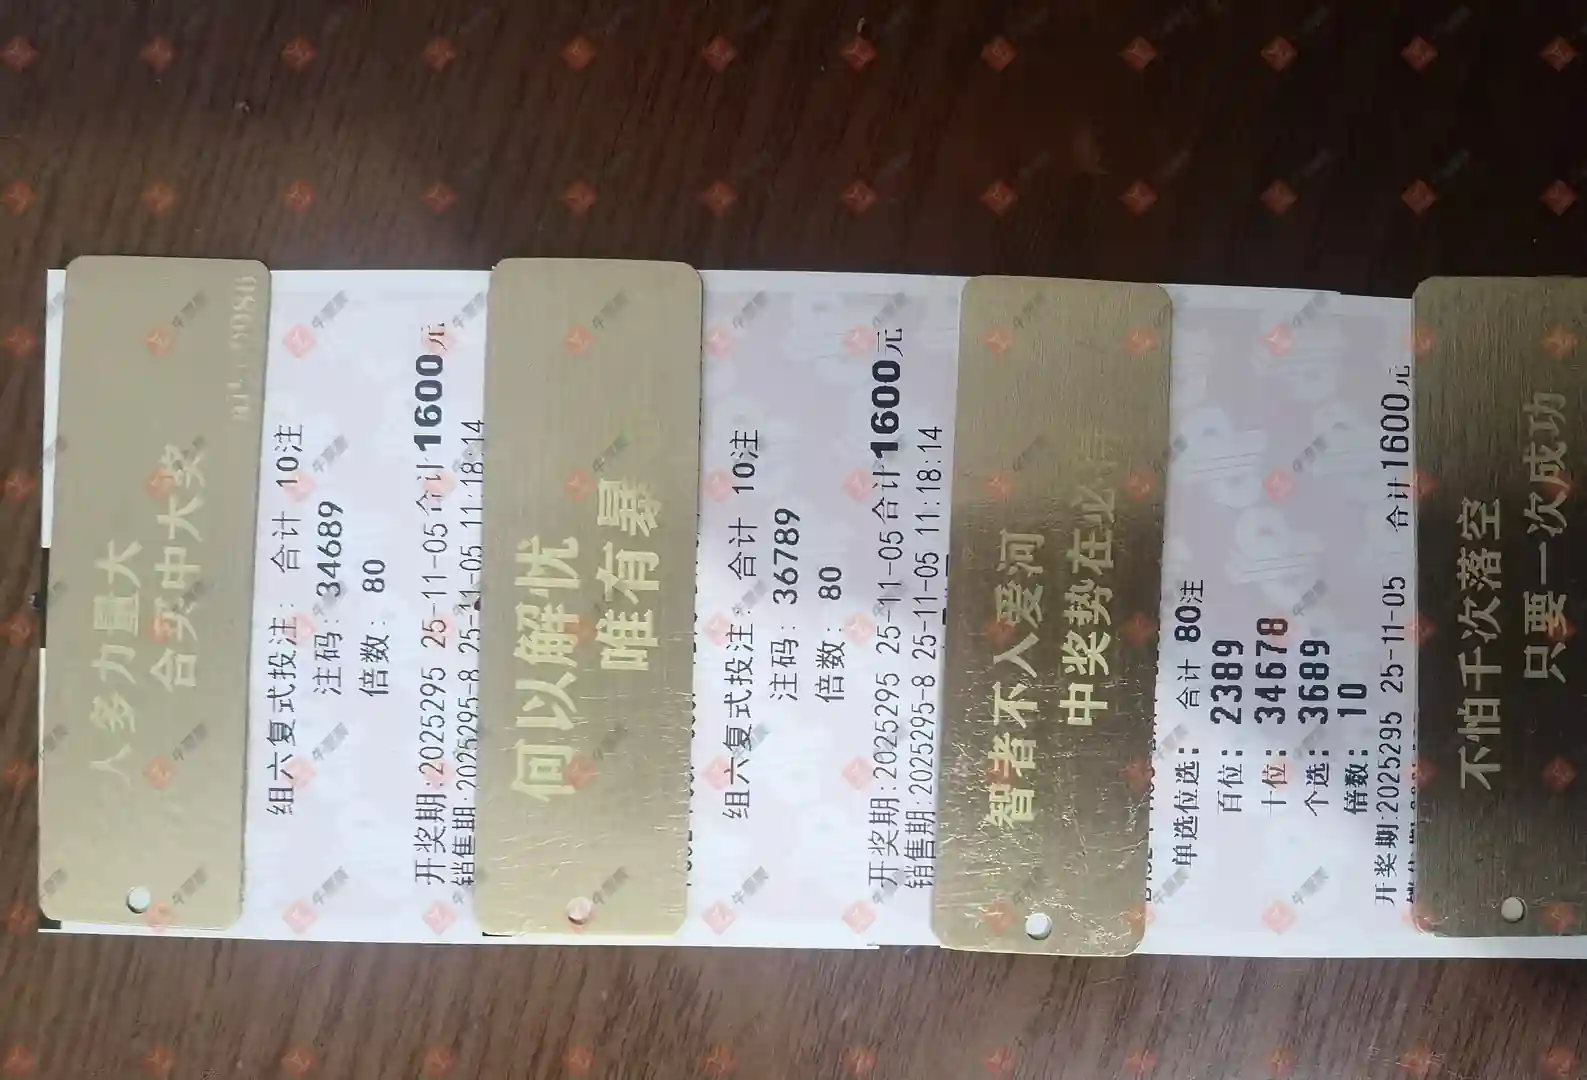 人多力量大
合买中大奖
组六复式投注: 合计 10注
注码: 34689
倍数: 80
开奖期:2025295 25-11-05 合计1600元
销售期:2025295-8 25-11-05 11:18:14
何以解忧
唯有暴
组六复式投注: 合计 10注
注码: 36789
倍数: 80
开奖期:2025295 25-11-05 合计1600元
销售期:2025295-8 25-11-05 11:18:14
智者不入爱河
中奖势在必得
单选位选: 合计 80注
百位: 2389
十位: 34678
个选: 3689
倍数: 10
开奖期:2025295 25-11-05 合计1600元
不怕千次落空
只要一次成功